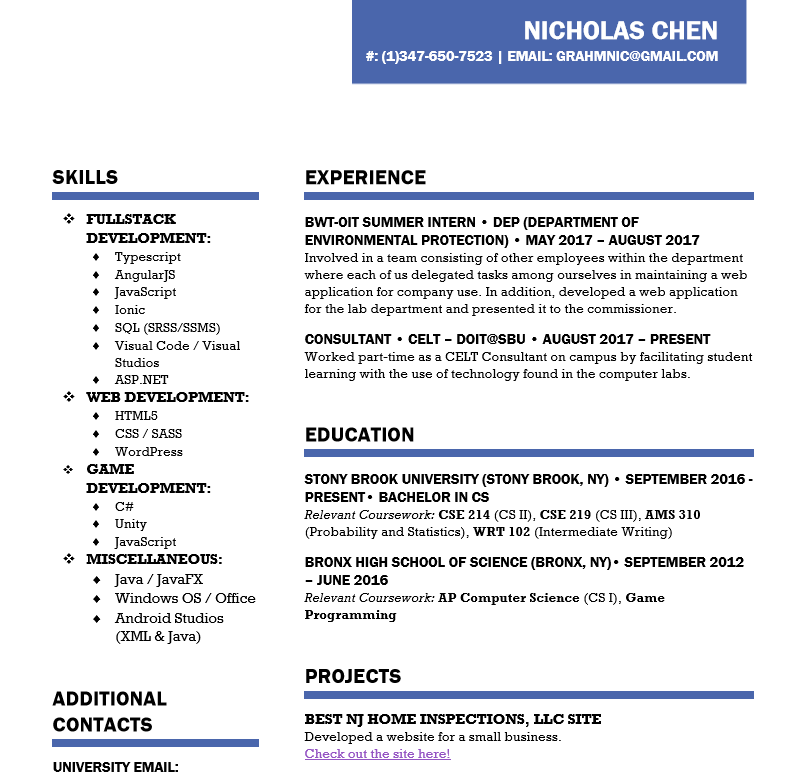 NICHOLAS CHEN
#: (1)347-650-7523 | EMAIL: GRAHMNIC@GMAIL.COM
SKILLS
❖ FULLSTACK
DEVELOPMENT:
♦ Typescript
♦ AngularJS
♦ JavaScript
♦ Ionic
♦ SQL (SRSS/SSMS)
♦ Visual Code / Visual
Studios
♦ ASP.NET
❖ WEB DEVELOPMENT:
♦ HTML5
♦ CSS / SASS
♦ WordPress
❖ GAME
DEVELOPMENT:
♦ C#
♦ Unity
♦ JavaScript
❖ MISCELLANEOUS:
♦ Java / JavaFX
♦ Windows OS / Office
♦ Android Studios
(XML & Java)
ADDITIONAL
CONTACTS
UNIVERSITY EMAIL:
EXPERIENCE
BWT-OIT SUMMER INTERN • DEP (DEPARTMENT OF
ENVIRONMENTAL PROTECTION) • MAY 2017 – AUGUST 2017
Involved in a team consisting of other employees within the department
where each of us delegated tasks among ourselves in maintaining a web
application for company use. In addition, developed a web application
for the lab department and presented it to the commissioner.
CONSULTANT • CELT – DOIT@SBU • AUGUST 2017 – PRESENT
Worked part-time as a CELT Consultant on campus by facilitating student
learning with the use of technology found in the computer labs.
EDUCATION
STONY BROOK UNIVERSITY (STONY BROOK, NY) • SEPTEMBER 2016 -
PRESENT• BACHELOR IN CS
Relevant Coursework: CSE 214 (CS II), CSE 219 (CS III), AMS 310
(Probability and Statistics), WRT 102 (Intermediate Writing)
BRONX HIGH SCHOOL OF SCIENCE (BRONX, NY)• SEPTEMBER 2012
– JUNE 2016
Relevant Coursework: AP Computer Science (CS I), Game
Programming
PROJECTS
BEST NJ HOME INSPECTIONS, LLC SITE
Developed a website for a small business.
Check out the site here!